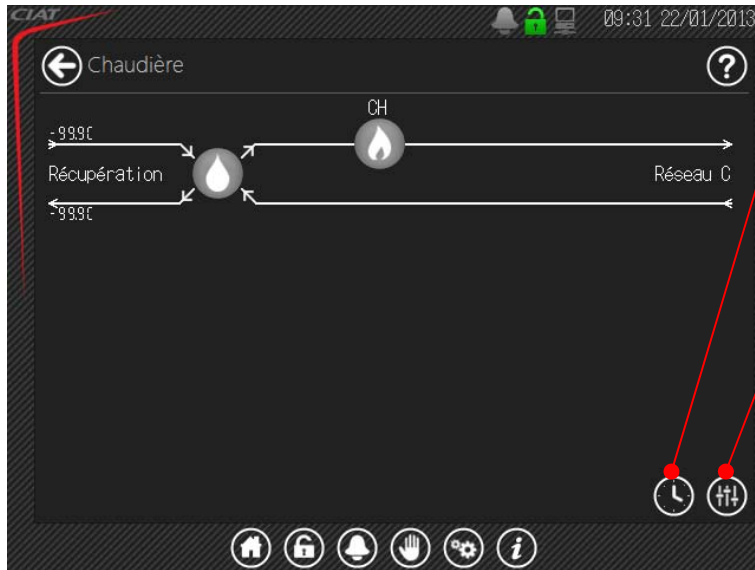 CIAT
09:31 22/01/2013
Chaudière
?
CH
-99.9C
Récupération
Réseau C
-99.9C
i